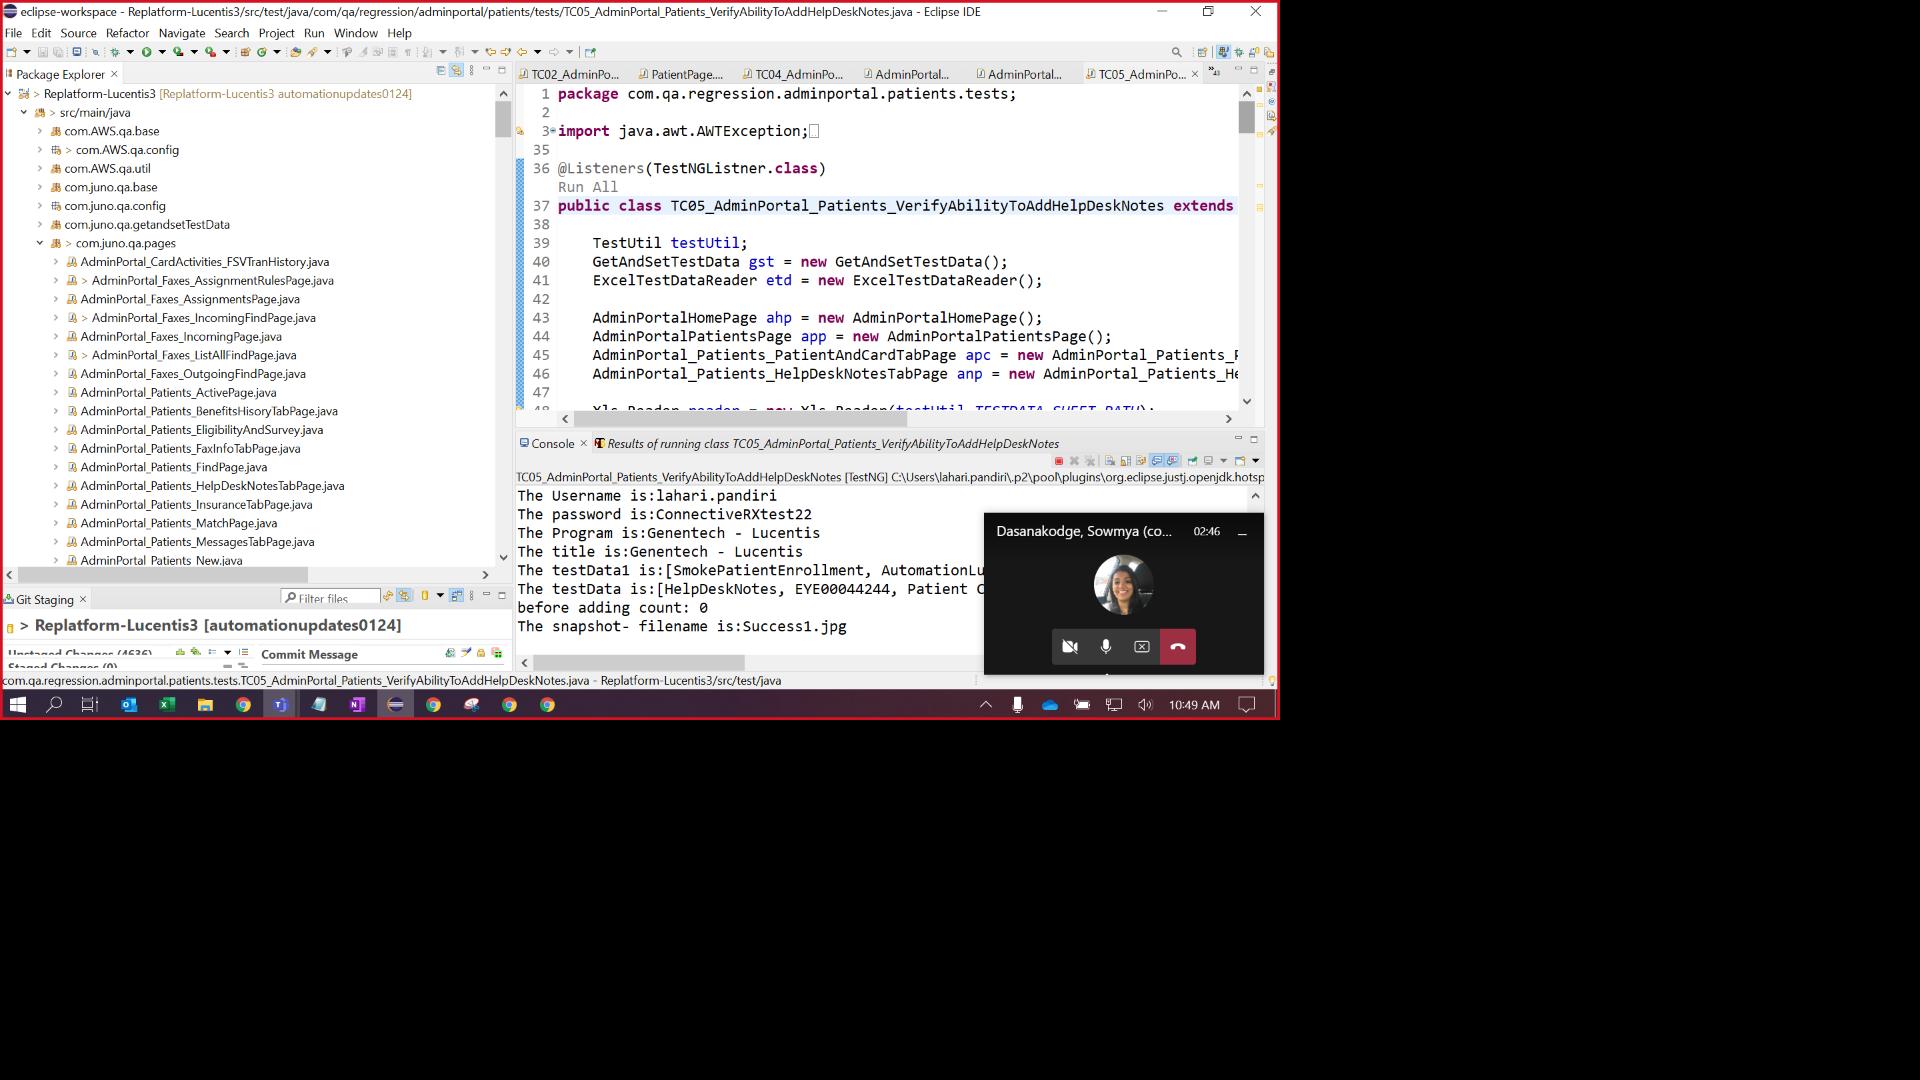 eclipse-workspace - Replatform-Lucentis3/src/test/java/com/qa/regression/adminportal/patients/tests/TC05_AdminPortal_Patients_VerifyAbilityToAddHelpDeskNotes.java - Eclipse IDE
File Edit Source Refactor Navigate Search Project Run Window Help
Package Explorer
Replatform-Lucentis3 [Replatform-Lucentis3 automationupdates0124]
> src/main/java
com.AWS.qa.base
> com.AWS.qa.config
com.AWS.qa.util
com.juno.qa.base
com.juno.qa.config
com.juno.qa.getandsetTestData
> com.juno.qa.pages
AdminPortal_CardActivities_FSVTranHistory.java
> AdminPortal_Faxes_AssignmentRulesPage.java
AdminPortal_Faxes_AssignmentsPage.java
> AdminPortal_Faxes_IncomingFindPage.java
AdminPortal_Faxes_IncomingPage.java
> AdminPortal_Faxes_ListAllFindPage.java
AdminPortal_Faxes_OutgoingFindPage.java
AdminPortal_Patients_ActivePage.java
AdminPortal_Patients_BenefitsHisoryTabPage.java
AdminPortal_Patients_EligibilityAndSurvey.java
AdminPortal_Patients_FaxInfoTabPage.java
AdminPortal_Patients_FindPage.java
AdminPortal_Patients_HelpDeskNotesTabPage.java
AdminPortal_Patients_InsuranceTabPage.java
AdminPortal_Patients_MatchPage.java
AdminPortal_Patients_MessagesTabPage.java
AdminPortal_Patients_New.java
Git Staging
Filter files
> Replatform-Lucentis3 [automationupdates0124]
Unstaged Changes (4636)
Commit Message
Staged Changes (0)
TC02_AdminPo... PatientPage.... TC04_AdminPo... AdminPortal... AdminPortal... TC05_AdminPo... »43
1 package com.qa.regression.adminportal.patients.tests;
2
3 import java.awt.AWTException;
35
36 @Listeners(TestNGListner.class)
Run All
37 public class TC05_AdminPortal_Patients_VerifyAbilityToAddHelpDeskNotes extends
38
39 TestUtil testUtil;
40 GetAndSetTestData gst = new GetAndSetTestData();
41 ExcelTestDataReader etd = new ExcelTestDataReader();
42
43 AdminPortalHomePage ahp = new AdminPortalHomePage();
44 AdminPortalPatientsPage app = new AdminPortalPatientsPage();
45 AdminPortal_Patients_PatientAndCardTabPage apc = new AdminPortal_Patients_P
46 AdminPortal_Patients_HelpDeskNotesTabPage anp = new AdminPortal_Patients_He
47
48 Xls_Reader reader = new Xls_Reader(testUtil.TESTDATA_SHEET_PATH);
Console Results of running class TC05_AdminPortal_Patients_VerifyAbilityToAddHelpDeskNotes
TC05_AdminPortal_Patients_VerifyAbilityToAddHelpDeskNotes [TestNG] C:\Users\lahari.pandiri\.p2\pool\plugins\org.eclipse.justj.openjdk.hotsp
The Username is:lahari.pandiri
The password is:ConnectiveRXtest22
The Program is:Genentech - Lucentis
The title is:Genentech - Lucentis
The testData1 is:[SmokePatientEnrollment, AutomationLu
The testData is:[HelpDeskNotes, EYE00044244, Patient C
before adding count: 0
The snapshot- filename is:Success1.jpg
Dasanakodge, Sowmya (co... 02:46
com.qa.regression.adminportal.patients.tests.TC05_AdminPortal_Patients_VerifyAbilityToAddHelpDeskNotes.java - Replatform-Lucentis3/src/test/java
10:49 AM